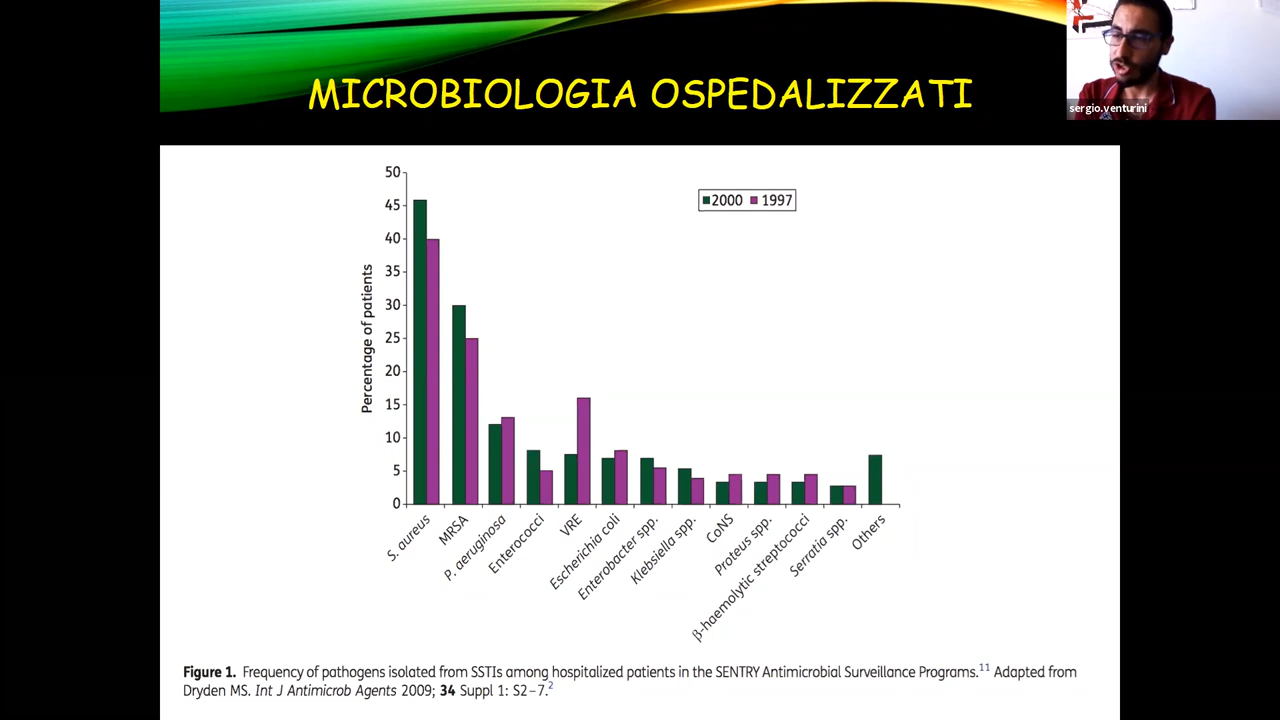 MICROBIOLOGIA OSPEDALIZZATI
sergio.venturini
50
45
40
35
30
25
20
15
10
5
0
Percentage of patients
2000 1997
S. aureus
MRSA
P. aeruginosa
Enterococci
VRE
Escherichia coli
Enterobacter spp.
Klebsiella spp.
CoNS
Proteus spp.
β-haemolytic streptococci
Serratia spp.
Others
Figure 1. Frequency of pathogens isolated from SSTIs among hospitalized patients in the SENTRY Antimicrobial Surveillance Programs.11 Adapted from
Dryden MS. Int J Antimicrob Agents 2009; 34 Suppl 1: S2–7.2